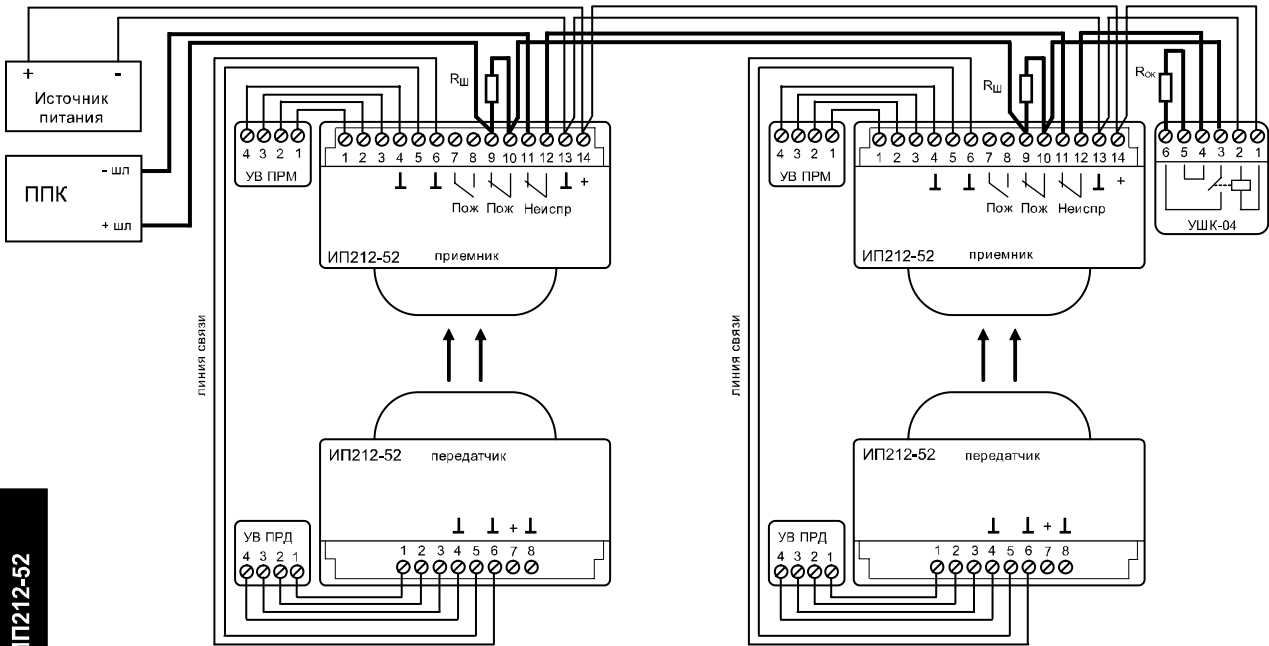 + -
Источник
питания
ППК
- шл
+ шл
RШ
4 3 2 1
УВ ПРМ
1 2 3 4 5 6 7 8 9 10 11 12 13 14
⊥ ⊥ ⊥ +
Пож Пож Неиспр
ИП212-52 приемник
RШ
4 3 2 1
УВ ПРМ
1 2 3 4 5 6 7 8 9 10 11 12 13 14
⊥ ⊥ ⊥ +
Пож Пож Неиспр
ИП212-52 приемник
Rок
6 5 4 3 2 1
УШК-04
линия связи
линия связи
ИП212-52 передатчик
⊥ ⊥ + ⊥
УВ ПРД
4 3 2 1
1 2 3 4 5 6 7 8
ИП212-52 передатчик
⊥ ⊥ + ⊥
УВ ПРД
4 3 2 1
1 2 3 4 5 6 7 8
ИП212-52